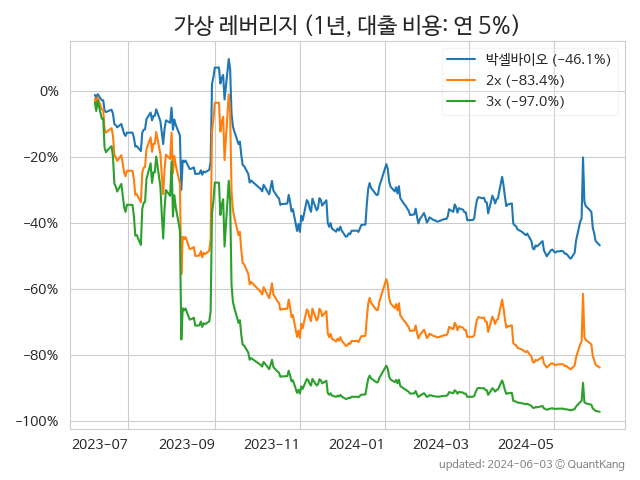 가상 레버리지 (1년, 대출 비용: 연 5%)
박셀바이오 (−46.1%)
2x (−83.4%)
3x (−97.0%)
0%
−20%
−40%
−60%
−80%
−100%
2023-07 2023-09 2023-11 2024-01 2024-03 2024-05
updated: 2024-06-03 ⓒ QuantKang